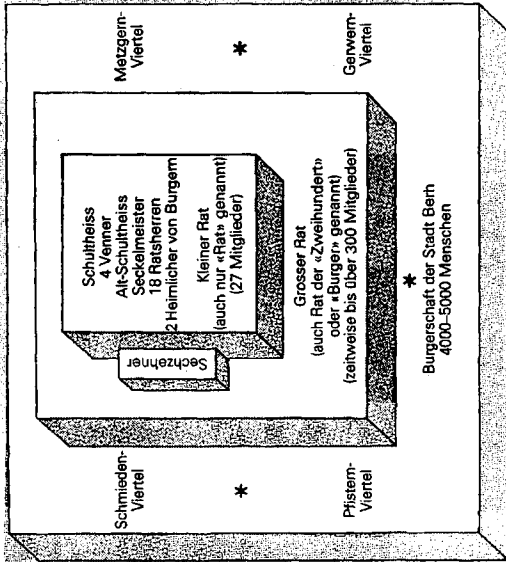 Schmieden-
Viertel
Metzgern-
Viertel
Schultheiss
4 Venner
Alt-Schultheiss
Seckelmeister
18 Ratsherren
2 Heimlicher von Burgern
Sechzehner
Kleiner Rat
(auch nur «Rat» genannt)
(27 Mitglieder)
Grosser Rat
(auch Rat der «Zweihundert»
oder «Burger» genannt)
(zeitweise bis über 300 Mitglieder)
Pfistern-
Viertel
Gerwern-
Viertel
Burgerschaft der Stadt Bern
4000–5000 Menschen